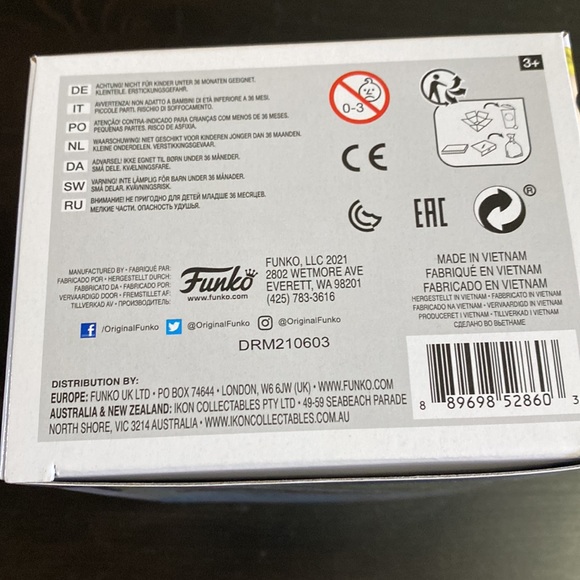 3+
DE ACHTUNG! NICHT FÜR KINDER UNTER 36 MONATEN GEEIGNET.
KLEINTEILE. ERSTICKUNGSGEFAHR.
IT AVVERTENZA! NON ADATTO A BAMBINI DI ETÀ INFERIORE A 36 MESI.
PICCOLE PARTI. RISCHIO DI SOFFOCAMENTO.
PO ATENÇÃO! CONTRA-INDICADO PARA CRIANÇAS COM MENOS DE 36 MESES.
PEQUENAS PARTES. RISCO DE ASFIXIA.
NL WAARSCHUWING! NIET GESCHIKT VOOR KINDEREN JONGER DAN 36 MAANDEN.
KLEINE ONDERDELEN. VERSTIKKINGSGEVAAR.
DA ADVARSEL! IKKE EGNET TIL BØRN UNDER 36 MÅNEDER.
SMÅ DELE. KVÆLNINGSFARE.
SW VARNING! INTE LÄMPLIG FÖR BARN UNDER 36 MÅNADER.
SMÅ DELAR. KVÄVNINGSRISK.
RU ВНИМАНИЕ! НЕ ПРИГОДНО ДЛЯ ДЕТЕЙ МЛАДШЕ 36 МЕСЯЦЕВ.
МЕЛКИЕ ЧАСТИ. ОПАСНОСТЬ УДУШЬЯ.
0-3
CE
EAC
®
MANUFACTURED BY • FABRIQUÉ PAR:
FABRICADO POR • HERGESTELLT DURCH:
FABBRICATO DA • FABRICADO POR:
VERVAARDIGD DOOR • FREMSTILLET AF:
TILLVERKAD AV • ПРОИЗВОДИТЕЛЬ:
Funko
www.funko.com
FUNKO, LLC 2021
2802 WETMORE AVE
EVERETT, WA 98201
(425) 783-3616
MADE IN VIETNAM
FABRIQUÉ EN VIETNAM
FABRICADO EN VIETNAM
HERGESTELLT IN VIETNAM • FABBRICATO IN VIETNAM
FABRICADO NA VIETNAM • VERVAARDIGD IN VIETNAM
PRODUCERET I VIETNAM • TILLVERKAD I VIETNAM
СДЕЛАНО ВО ВЬЕТНАМЕ
/OriginalFunko @OriginalFunko @OriginalFunko
DRM210603
DISTRIBUTION BY:
EUROPE: FUNKO UK LTD • PO BOX 74644 • LONDON, W6 6JW (UK) • WWW.FUNKO.COM
AUSTRALIA & NEW ZEALAND: IKON COLLECTABLES PTY LTD • 49-59 SEABEACH PARADE
NORTH SHORE, VIC 3214 AUSTRALIA • WWW.IKONCOLLECTABLES.COM.AU
8 89698 52860 3